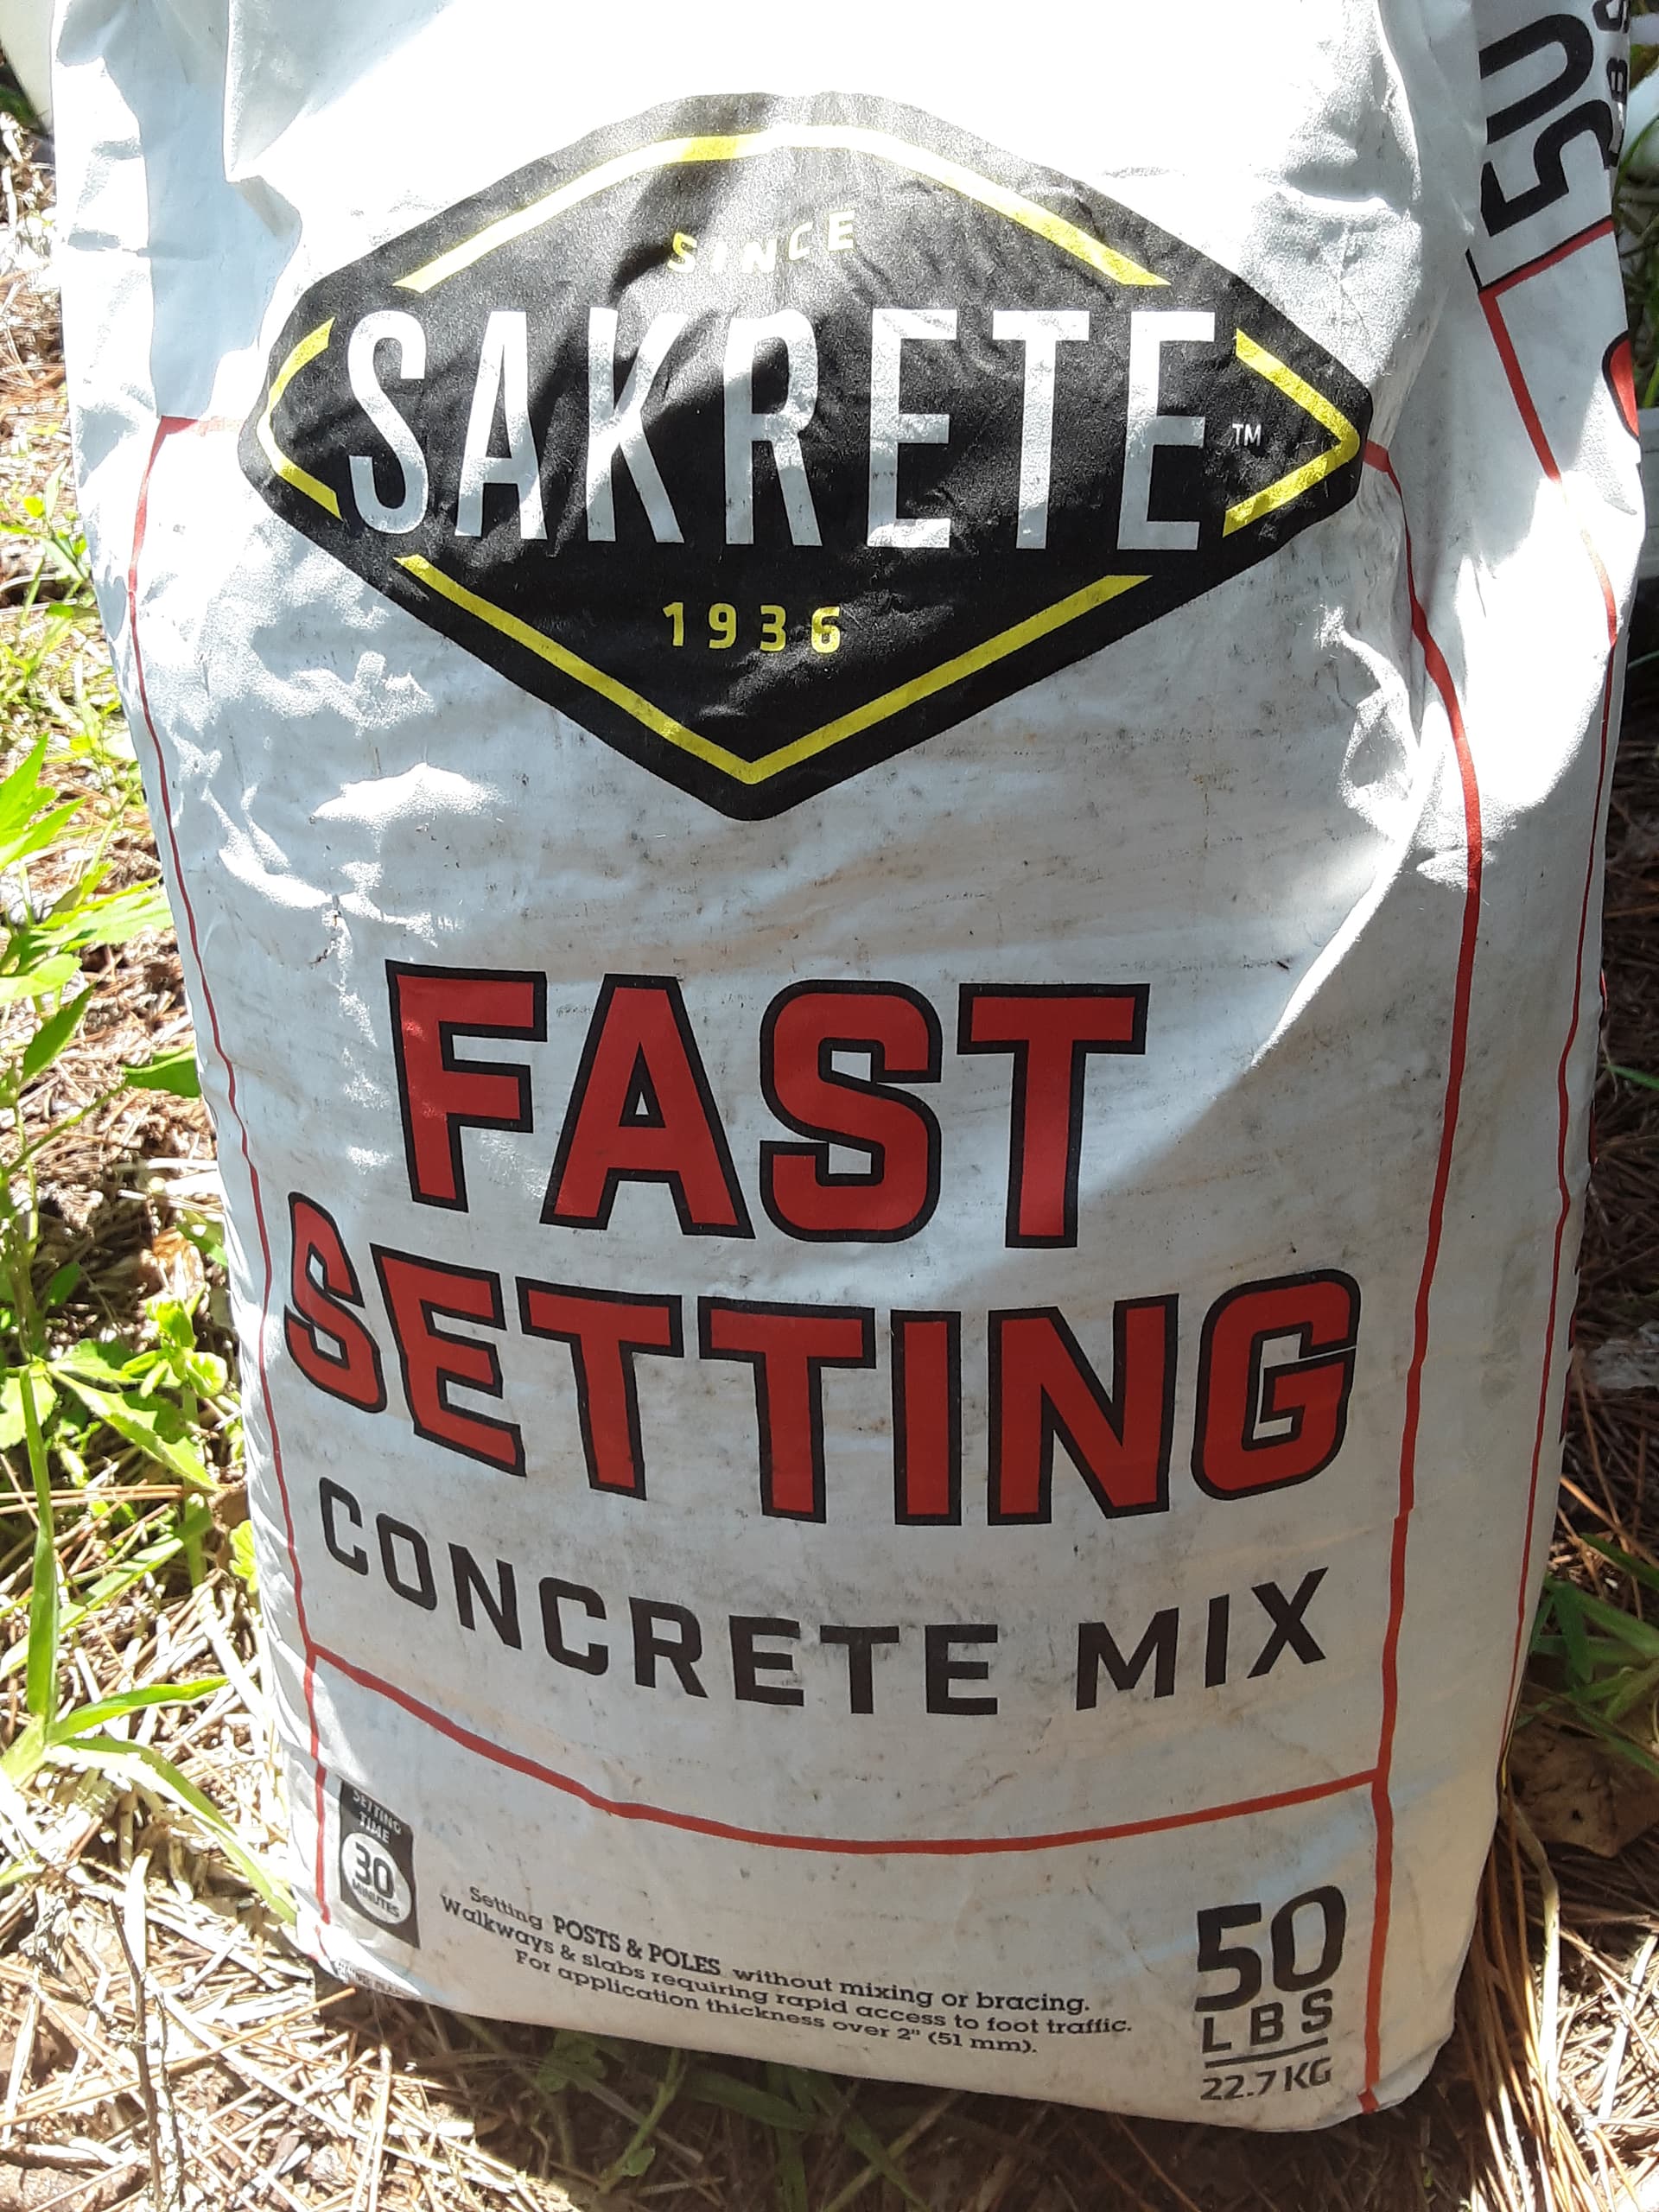 SINCE
SAKRETE™
1936
FAST
SETTING
CONCRETE MIX
SETTING
TIME
30
MINUTES
Setting POSTS & POLES without mixing or bracing.
Walkways & slabs requiring rapid access to foot traffic.
For application thickness over 2" (51 mm).
50
LBS
22.7 KG
50
LBS